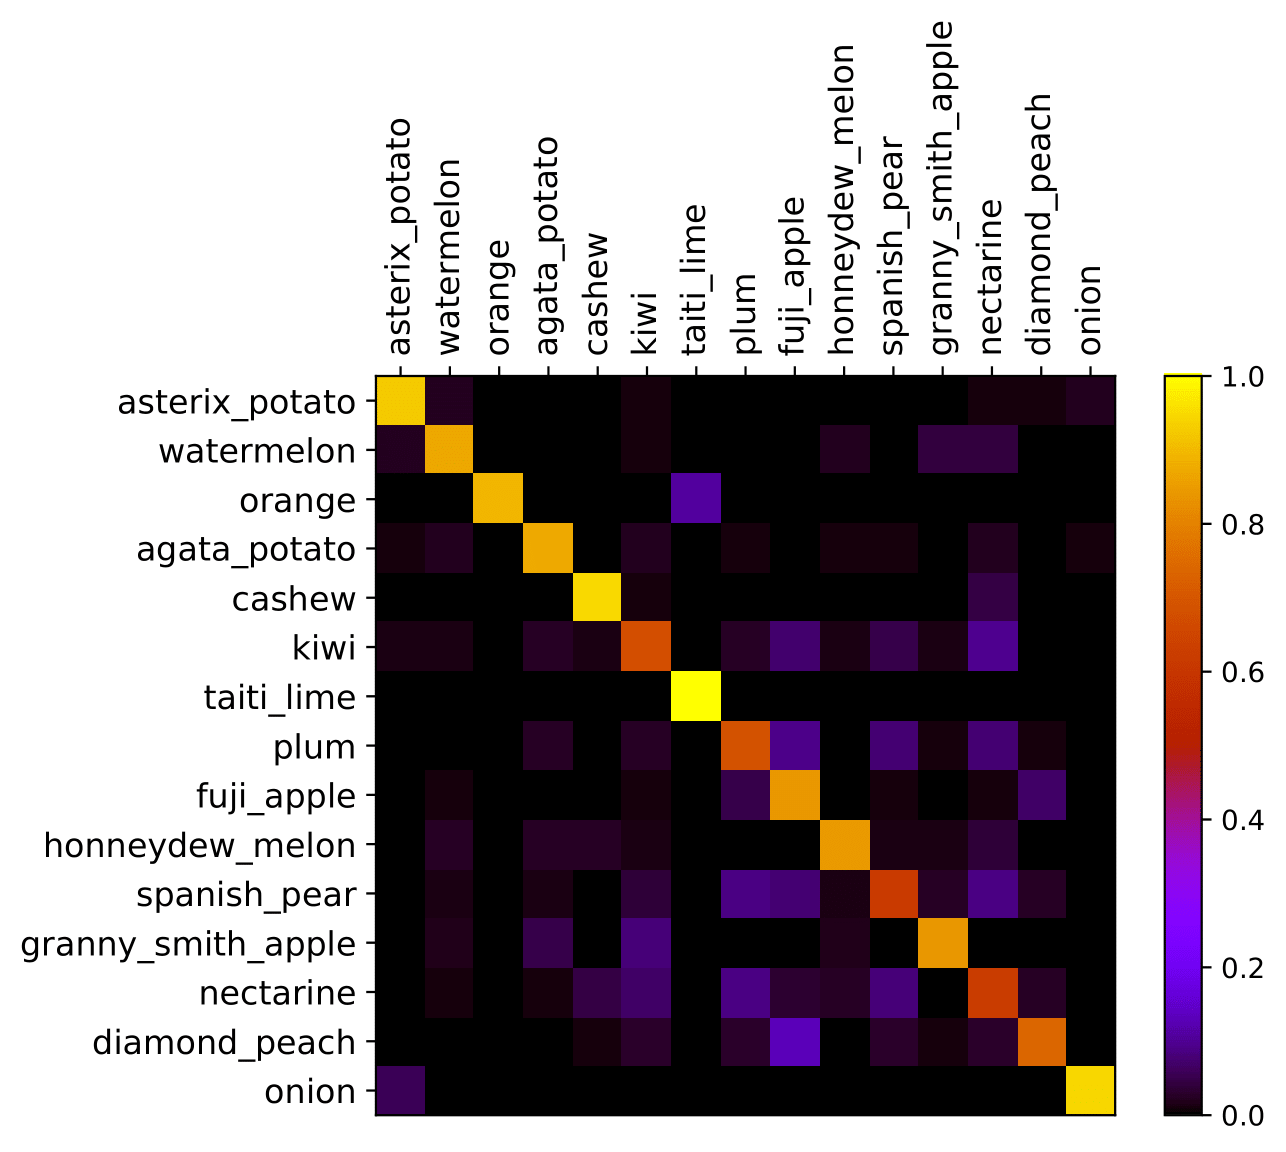 asterix_potato
watermelon
orange
agata_potato
cashew
kiwi
taiti_lime
plum
fuji_apple
honneydew_melon
spanish_pear
granny_smith_apple
nectarine
diamond_peach
onion
asterix_potato
watermelon
orange
agata_potato
cashew
kiwi
taiti_lime
plum
fuji_apple
honneydew_melon
spanish_pear
granny_smith_apple
nectarine
diamond_peach
onion
1.0
0.8
0.6
0.4
0.2
0.0